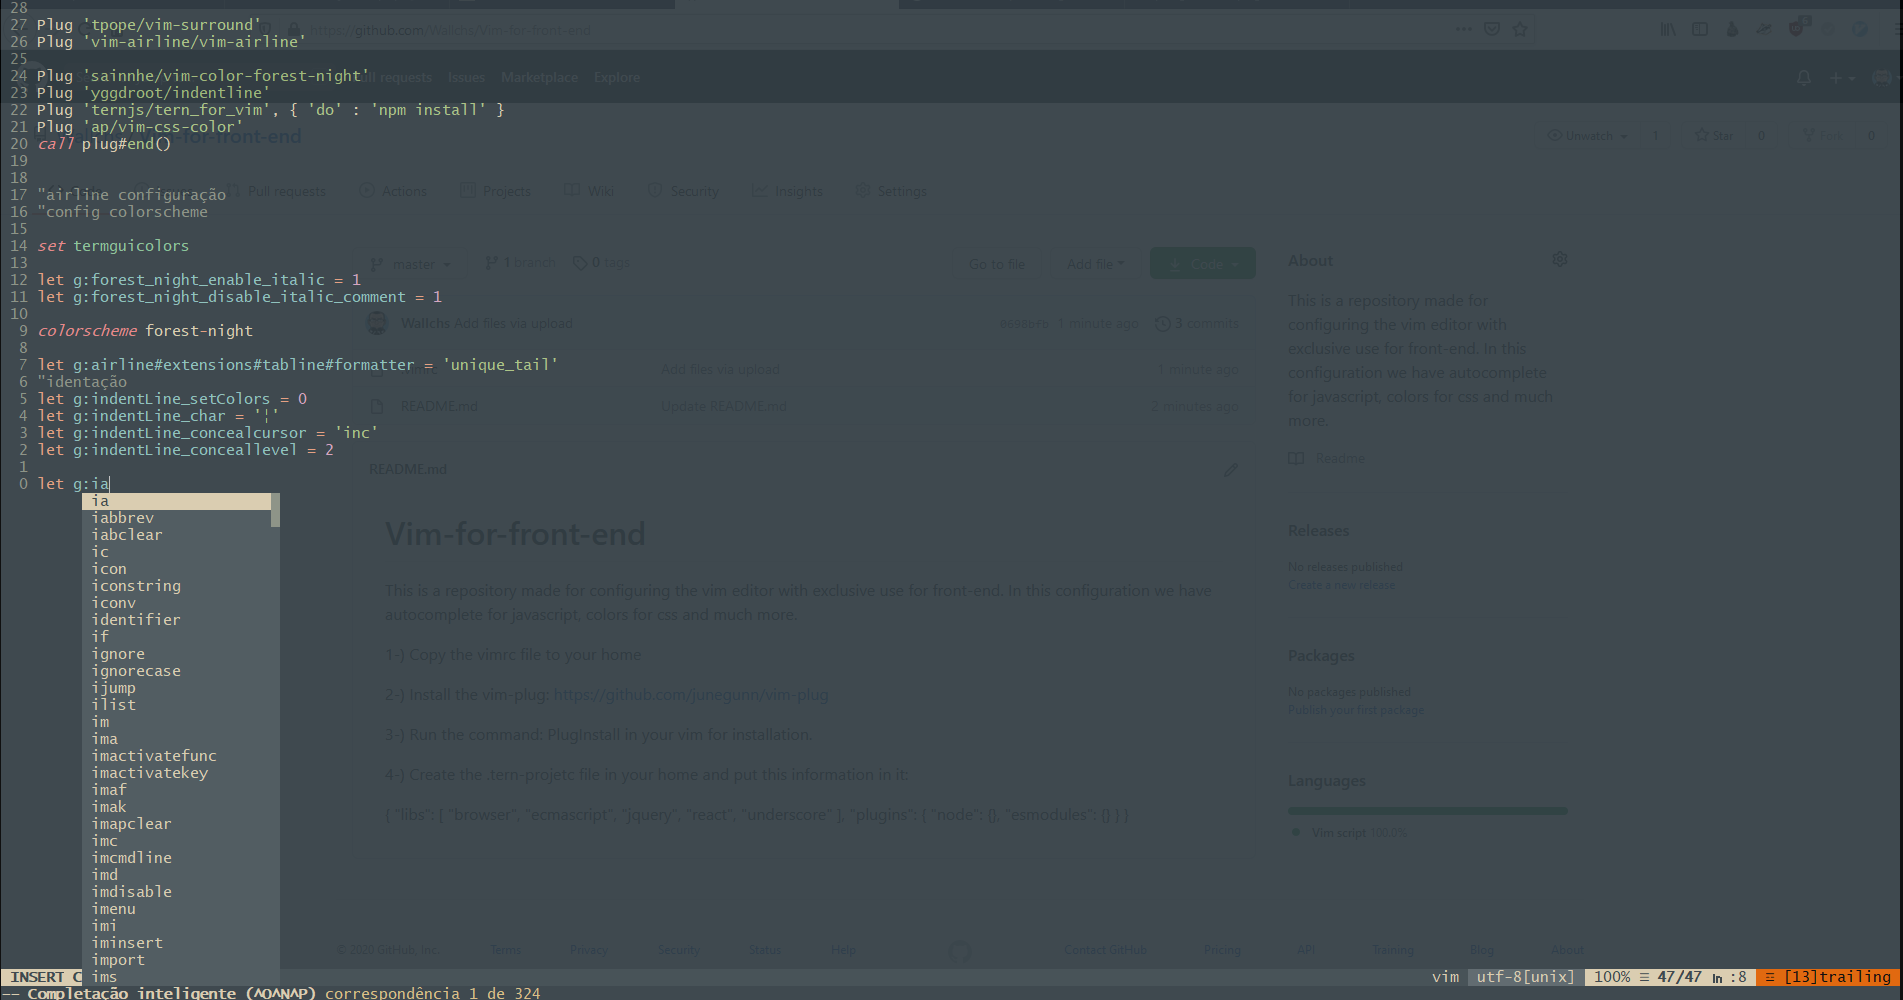 28
27 Plug 'tpope/vim-surround'
26 Plug 'vim-airline/vim-airline'
25
24 Plug 'sainnhe/vim-color-forest-night'
23 Plug 'yggdroot/indentline'
22 Plug 'ternjs/tern_for_vim', { 'do' : 'npm install' }
21 Plug 'ap/vim-css-color'
20 call plug#end()
19
18
17 "airline configuração
16 "config colorscheme
15
14 set termguicolors
13
12 let g:forest_night_enable_italic = 1
11 let g:forest_night_disable_italic_comment = 1
10
9 colorscheme forest-night
8
7 let g:airline#extensions#tabline#formatter = 'unique_tail'
6 "identação
5 let g:indentLine_setColors = 0
4 let g:indentLine_char = '¦'
3 let g:indentLine_concealcursor = 'inc'
2 let g:indentLine_conceallevel = 2
1
0 let g:ia
ia
iabbrev
iabclear
ic
icon
iconstring
iconv
identifier
if
ignore
ignorecase
ijump
ilist
im
ima
imactivatefunc
imactivatekey
imaf
imak
imapclear
imc
imcmdline
imd
imdisable
imenu
imi
iminsert
import
ims
INSERT C
vim utf-8[unix] 100% ☰ 47/47 ln :8 ☲ [13]trailing
-- Completação inteligente (^O^N^P) correspondência 1 de 324
https://github.com/Wallchs/Vim-for-front-end
Pull requests Issues Marketplace Explore
Vim-for-front-end
Unwatch 1 Star 0 Fork 0
Pull requests Actions Projects Wiki Security Insights Settings
master 1 branch 0 tags Go to file Add file Code
Wallchs Add files via upload 1 minute ago 3 commits
Add files via upload 1 minute ago
README.md Update README.md 2 minutes ago
README.md
Vim-for-front-end
This is a repository made for configuring the vim editor with exclusive use for front-end. In this configuration we have
autocomplete for javascript, colors for css and much more.
1-) Copy the vimrc file to your home
2-) Install the vim-plug: https://github.com/junegunn/vim-plug
3-) Run the command: PlugInstall in your vim for installation.
4-) Create the .tern-projetc file in your home and put this information in it:
{ "libs": [ "browser", "ecmascript", "jquery", "react", "underscore" ], "plugins": { "node": {}, "esmodules": {} } }
About
This is a repository made for
configuring the vim editor with
exclusive use for front-end. In this
configuration we have autocomplete
for javascript, colors for css and much
more.
Readme
Releases
No releases published
Create a new release
Packages
No packages published
Publish your first package
Languages
Vim script 100.0%
© 2020 GitHub, Inc. Terms Privacy Security Status Help Contact GitHub Pricing API Training Blog About